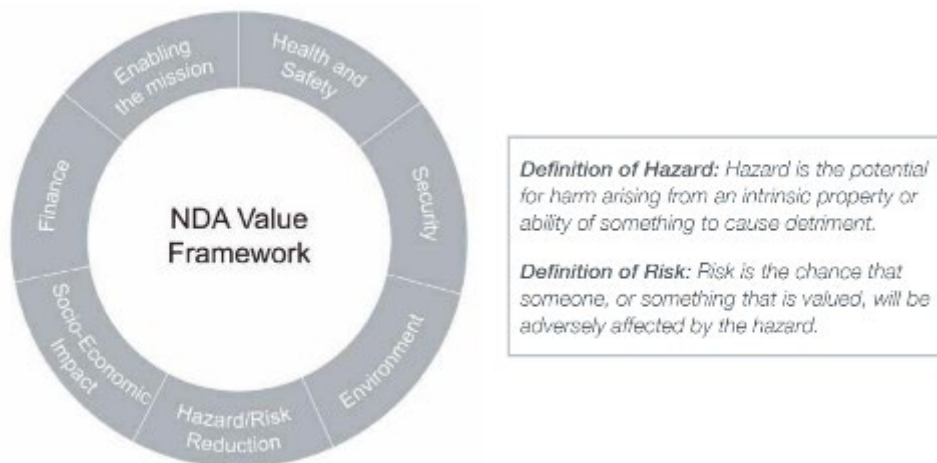 Enabling
the mission
Health and
Safety
Security
Environment
Hazard/Risk
Reduction
Socio-Economic
Impact
Finance
NDA Value
Framework
Definition of Hazard: Hazard is the potential
for harm arising from an intrinsic property or
ability of something to cause detriment.
Definition of Risk: Risk is the chance that
someone, or something that is valued, will be
adversely affected by the hazard.